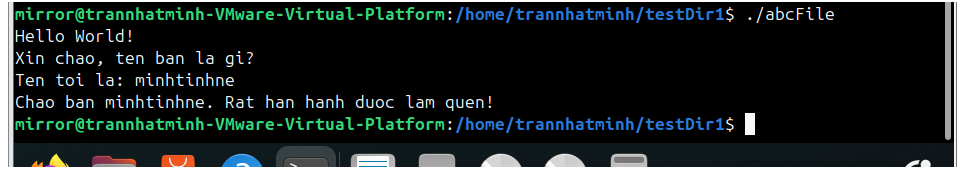 mirror@trannhatminh-VMware-Virtual-Platform:/home/trannhatminh/testDir1$ ./abcFile
Hello World!
Xin chao, ten ban la gi?
Ten toi la: minhtinhne
Chao ban minhtinhne. Rat han hanh duoc lam quen!
mirror@trannhatminh-VMware-Virtual-Platform:/home/trannhatminh/testDir1$